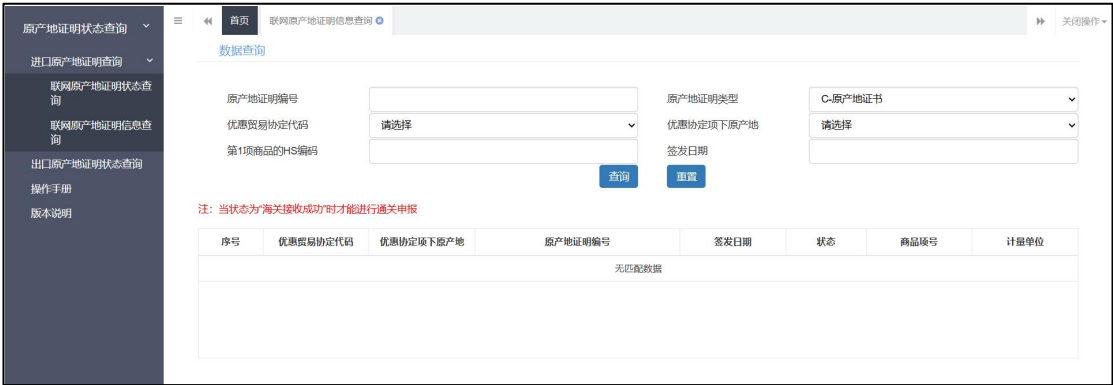 原产地证明状态查询
进口原产地证明查询
联网原产地证明状态查
询
联网原产地证明信息查
询
出口原产地证明状态查询
操作手册
版本说明
首页 联网原产地证明信息查询 关闭操作
数据查询
原产地证明编号 原产地证明类型 C-原产地证书
优惠贸易协定代码 请选择 优惠协定项下原产地 请选择
第1项商品的HS编码 签发日期
查询 重置
注：当状态为“海关接收成功”时才能进行通关申报
序号 优惠贸易协定代码 优惠协定项下原产地 原产地证明编号 签发日期 状态 商品项号 计量单位
无匹配数据